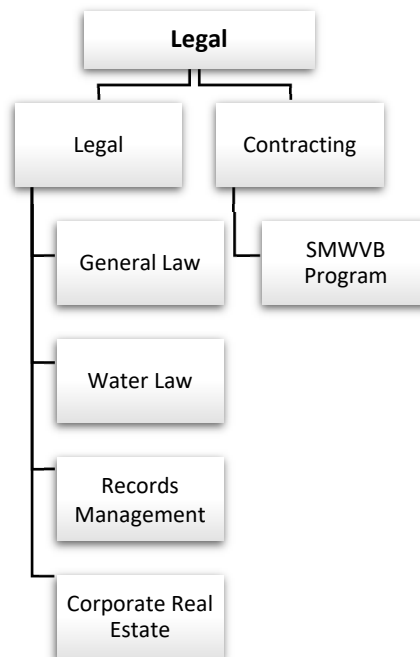 Legal
Legal
Contracting
General Law
SMWVB
Program
Water Law
Records
Management
Corporate Real
Estate